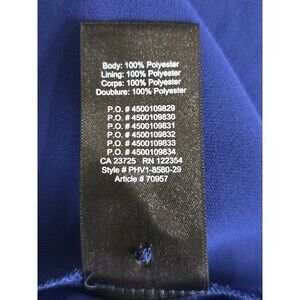 Body: 100% Polyester
Lining: 100% Polyester
Corps: 100% Polyester
Doublure: 100% Polyester
P.O. # 4500109829
P.O. # 4500109830
P.O. # 4500109831
P.O. # 4500109832
P.O. # 4500109833
P.O. # 4500109834
CA 23725 RN 122354
Style # PHV1-8580-29
Article # 70957